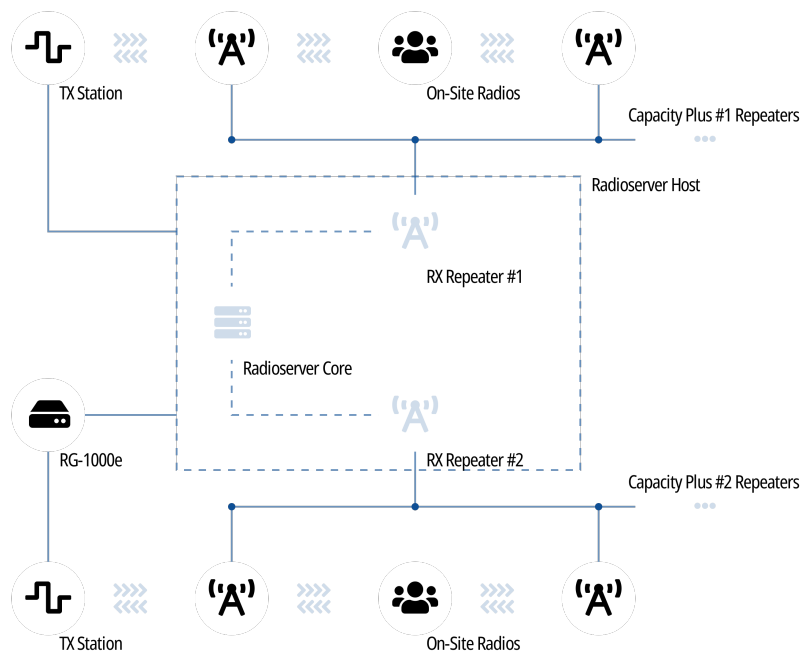 TX Station
On-Site Radios
Capacity Plus #1 Repeaters
Radioserver Host
RX Repeater #1
Radioserver Core
RG-1000e
RX Repeater #2
Capacity Plus #2 Repeaters
TX Station
On-Site Radios